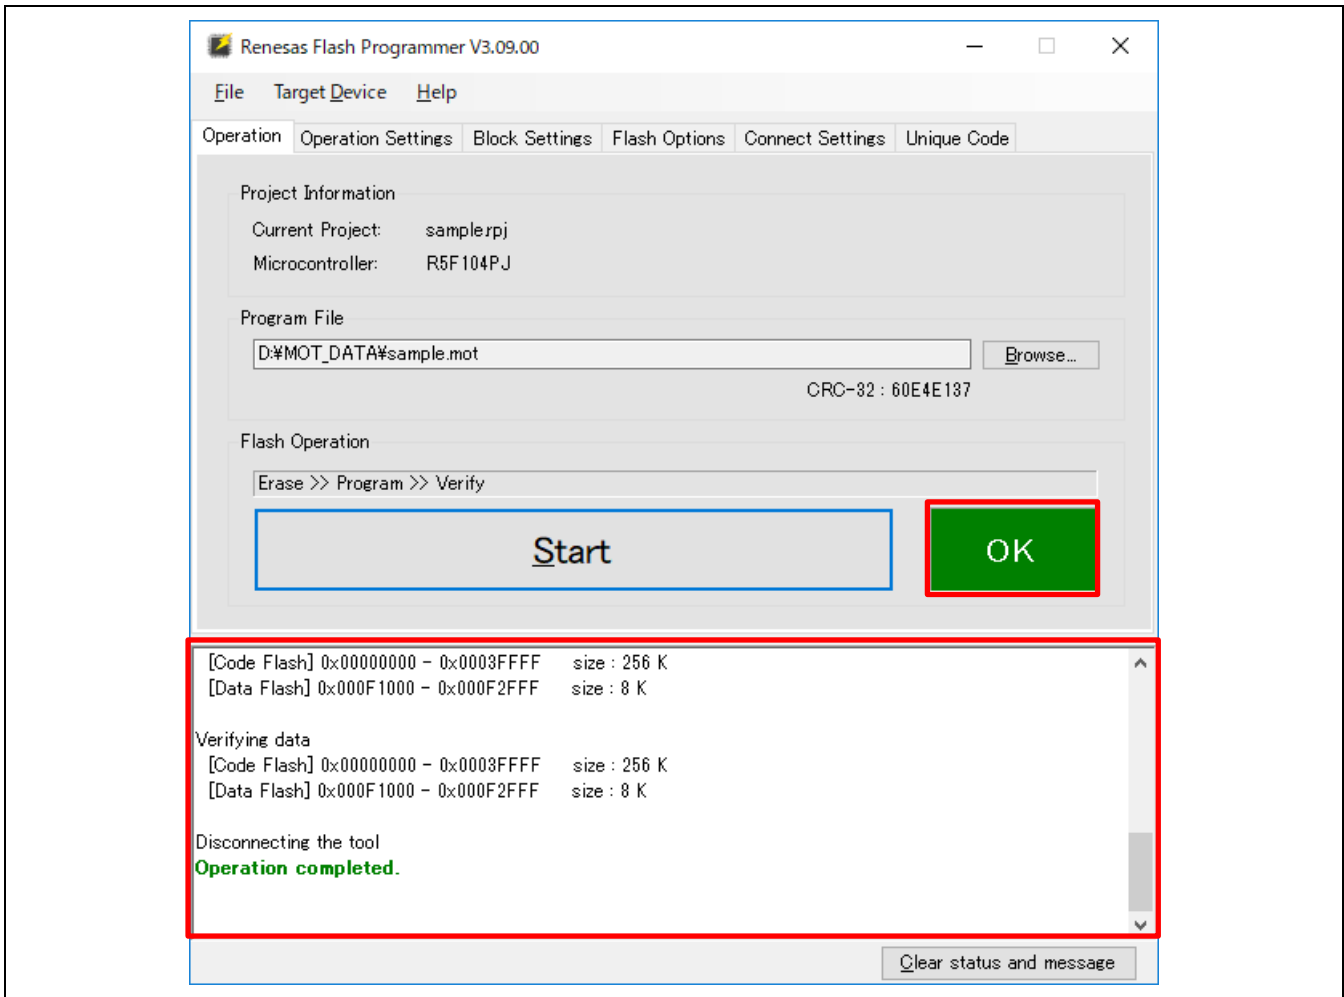 Renesas Flash Programmer V3.09.00
File Target Device Help
Operation Operation Settings Block Settings Flash Options Connect Settings Unique Code
Project Information
Current Project: sample.rpj
Microcontroller: R5F104PJ
Program File
D:¥MOT_DATA¥sample.mot Browse...
CRC-32 : 60E4E137
Flash Operation
Erase >> Program >> Verify
Start OK
[Code Flash] 0x00000000 - 0x0003FFFF size : 256 K
[Data Flash] 0x000F1000 - 0x000F2FFF size : 8 K
Verifying data
[Code Flash] 0x00000000 - 0x0003FFFF size : 256 K
[Data Flash] 0x000F1000 - 0x000F2FFF size : 8 K
Disconnecting the tool
Operation completed.
Clear status and message